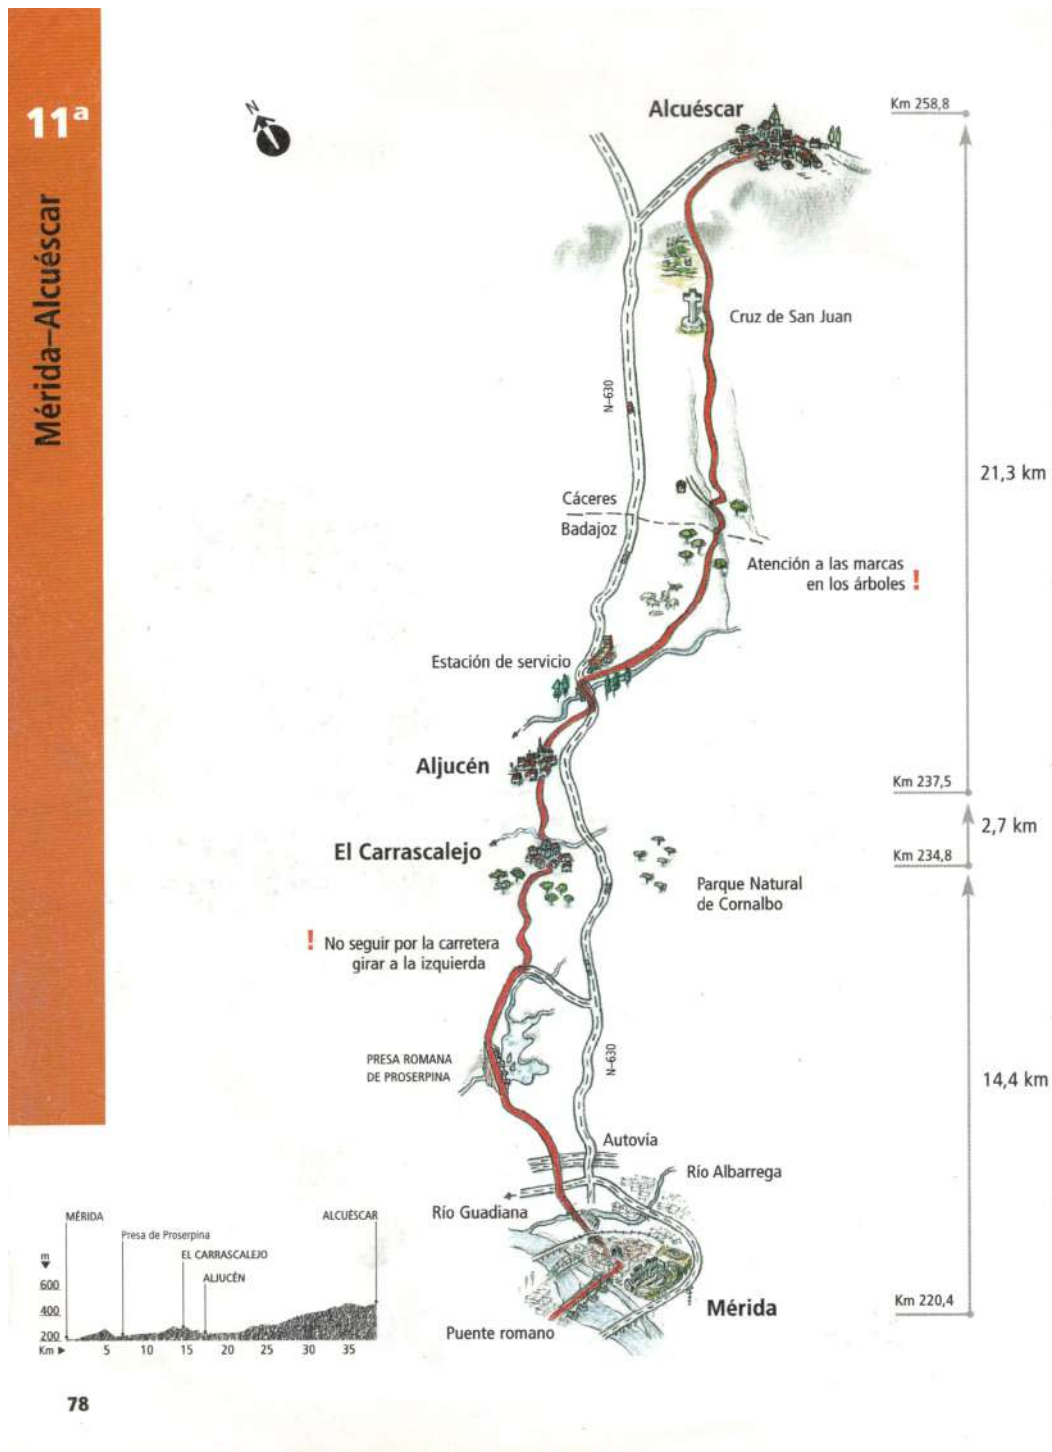 11ª
Mérida–Alcuéscar
N
Alcuéscar
Km 258,8
Cruz de San Juan
N–630
21,3 km
Cáceres
Badajoz
Atención a las marcas
en los árboles !
Estación de servicio
Aljucén
Km 237,5
2,7 km
El Carrascalejo
Km 234,8
Parque Natural
de Cornalbo
! No seguir por la carretera
girar a la izquierda
PRESA ROMANA
DE PROSERPINA
N–630
14,4 km
Autovía
Río Albarrega
Río Guadiana
Mérida
Km 220,4
Puente romano
MÉRIDA
ALCUÉSCAR
Presa de Proserpina
EL CARRASCALEJO
ALJUCÉN
m
600
400
200
Km 5 10 15 20 25 30 35
78